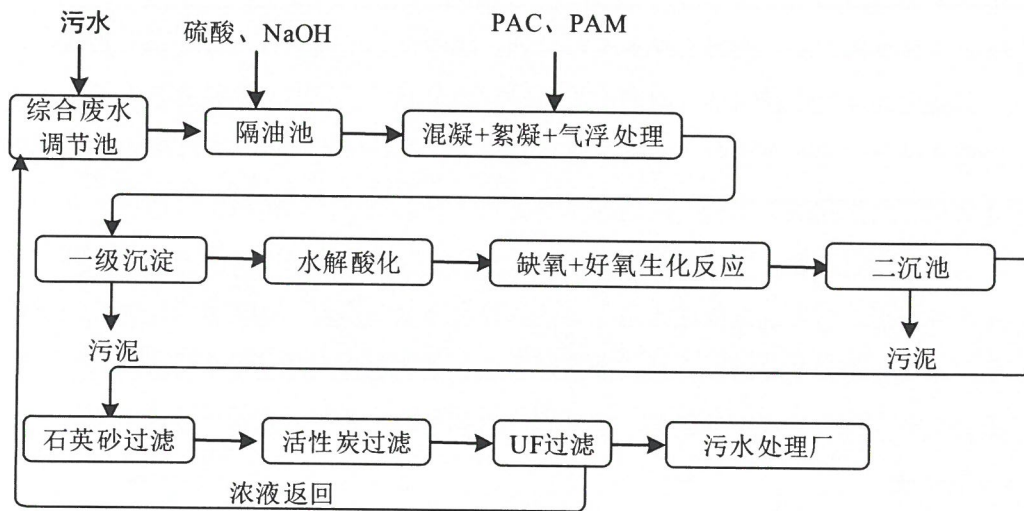 污水
硫酸、NaOH
PAC、PAM
综合废水
调节池
隔油池
混凝+絮凝+气浮处理
一级沉淀
水解酸化
缺氧+好氧生化反应
二沉池
污泥
污泥
石英砂过滤
活性炭过滤
UF过滤
污水处理厂
浓液返回